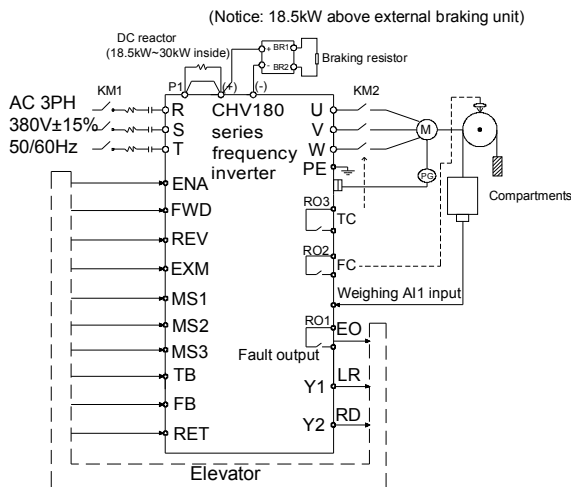 (Notice: 18.5kW above external braking unit)
DC reactor
(18.5kW~30kW inside)
+ BR1
- BR2
Braking resistor
P1 (+) (-)
KM1
KM2
AC 3PH
380V±15%
50/60Hz
R
S
T
CHV180
series
frequency
inverter
U
V
W
PE
M
PG
Compartments
ENA
FWD
REV
EXM
MS1
MS2
MS3
TB
FB
RET
RO3
TC
RO2
FC
Weighing AI1 input
RO1
EO
Fault output
Y1
LR
Y2
RD
Elevator